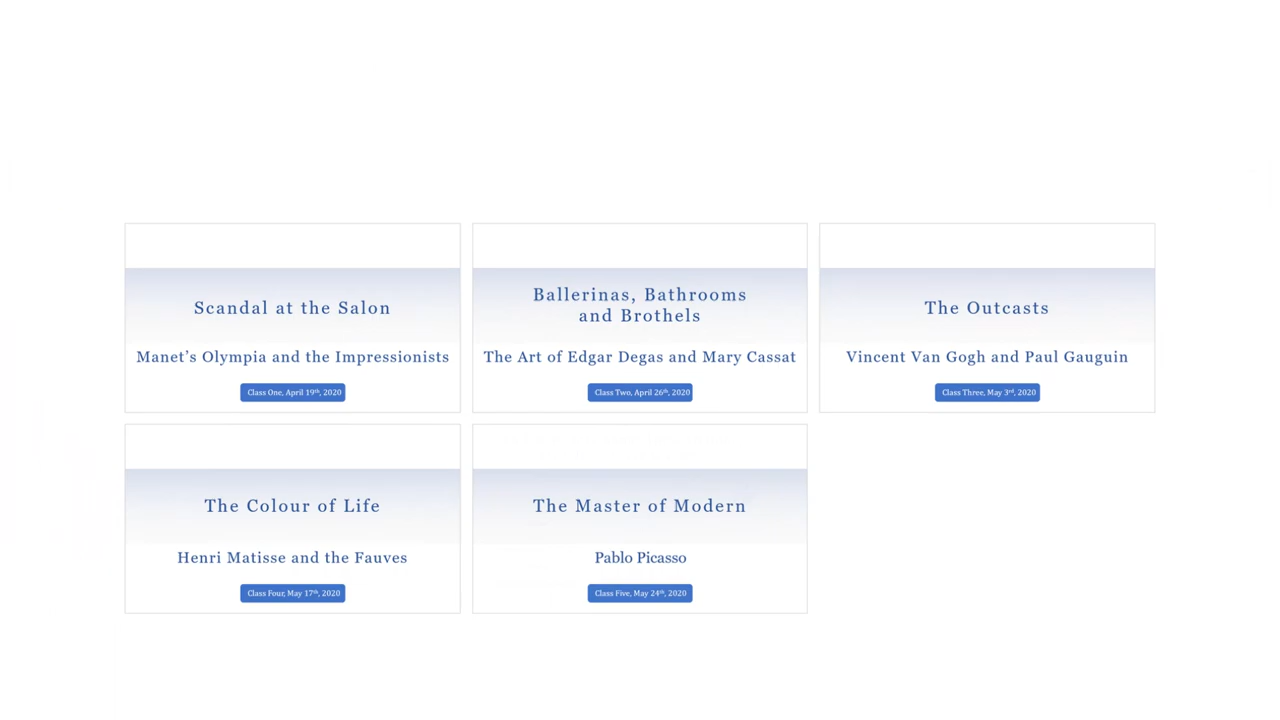 Scandal at the Salon
Manet’s Olympia and the Impressionists
Class One, April 19th, 2020
Ballerinas, Bathrooms
and Brothels
The Art of Edgar Degas and Mary Cassat
Class Two, April 26th, 2020
The Outcasts
Vincent Van Gogh and Paul Gauguin
Class Three, May 3rd, 2020
The Colour of Life
Henri Matisse and the Fauves
Class Four, May 17th, 2020
The Master of Modern
Pablo Picasso
Class Five, May 24th, 2020